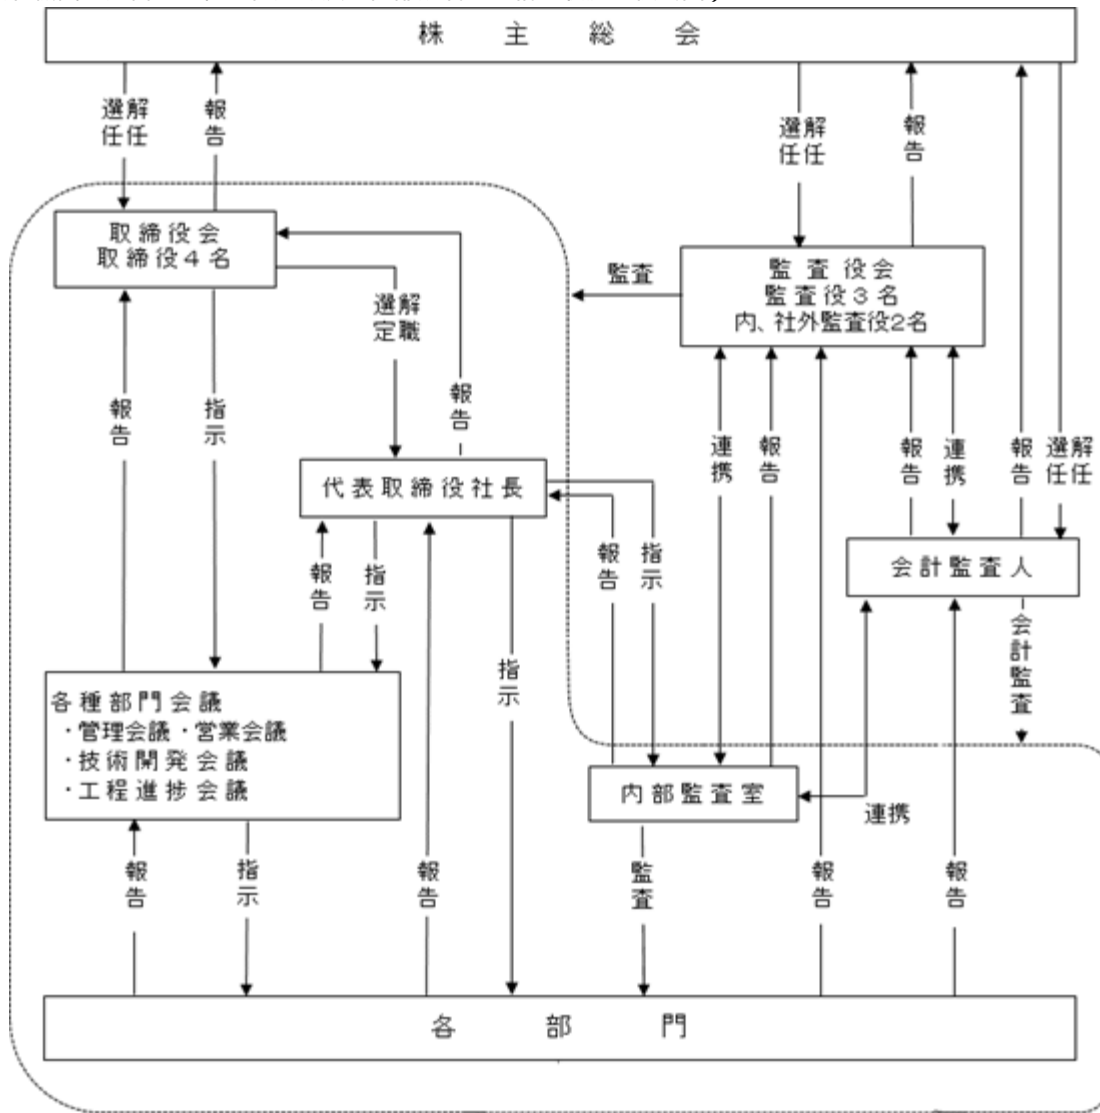 株主総会
選解
任任
報告
選解
任任
報告
取締役会
取締役4名
監査役会
監査役3名
内、社外監査役2名
監査
選解
定職
報告
報告
指示
連携
報告
報告
連携
報告
選解
任任
代表取締役社長
報告
指示
報告
指示
会計監査人
指示
会計監査
各種部門会議
・管理会議・営業会議
・技術開発会議
・工程進捗会議
内部監査室
連携
報告
指示
報告
監査
報告
報告
各部門